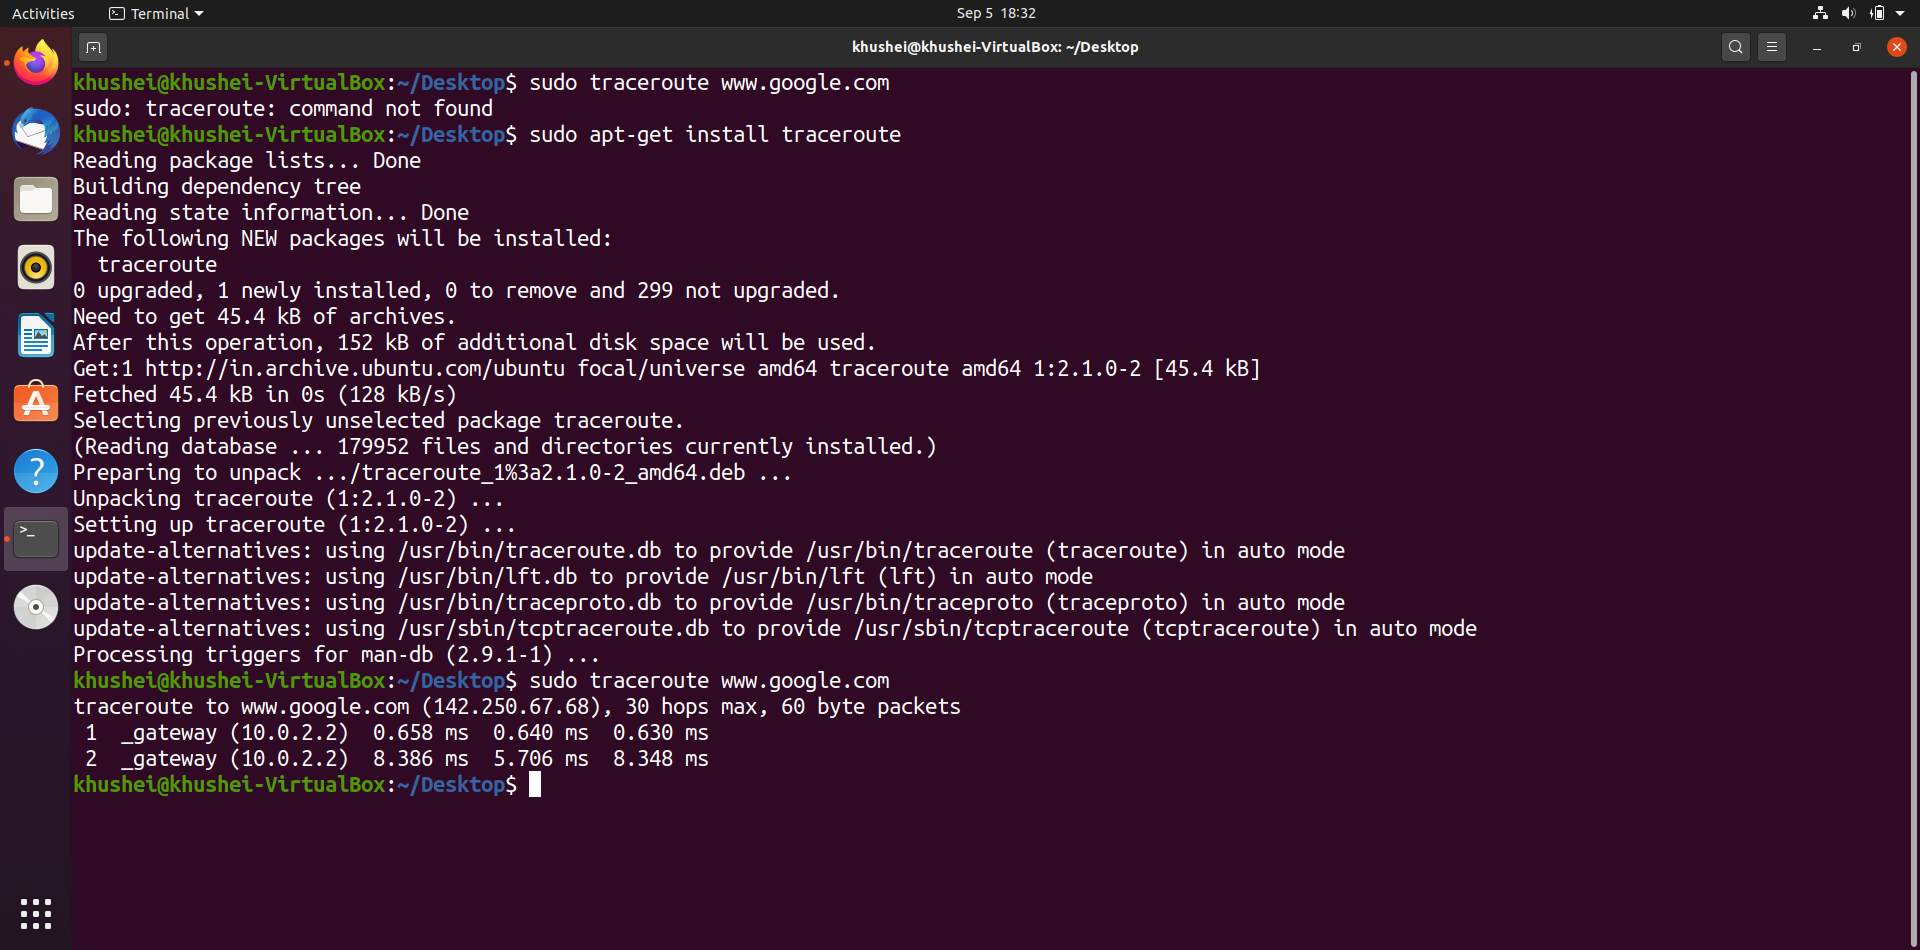 Activities
Terminal
Sep 5 18:32
khushei@khushei-VirtualBox: ~/Desktop
khushei@khushei-VirtualBox:~/Desktop$ sudo traceroute www.google.com
sudo: traceroute: command not found
khushei@khushei-VirtualBox:~/Desktop$ sudo apt-get install traceroute
Reading package lists... Done
Building dependency tree
Reading state information... Done
The following NEW packages will be installed:
  traceroute
0 upgraded, 1 newly installed, 0 to remove and 299 not upgraded.
Need to get 45.4 kB of archives.
After this operation, 152 kB of additional disk space will be used.
Get:1 http://in.archive.ubuntu.com/ubuntu focal/universe amd64 traceroute amd64 1:2.1.0-2 [45.4 kB]
Fetched 45.4 kB in 0s (128 kB/s)
Selecting previously unselected package traceroute.
(Reading database ... 179952 files and directories currently installed.)
Preparing to unpack .../traceroute_1%3a2.1.0-2_amd64.deb ...
Unpacking traceroute (1:2.1.0-2) ...
Setting up traceroute (1:2.1.0-2) ...
update-alternatives: using /usr/bin/traceroute.db to provide /usr/bin/traceroute (traceroute) in auto mode
update-alternatives: using /usr/bin/lft.db to provide /usr/bin/lft (lft) in auto mode
update-alternatives: using /usr/bin/traceproto.db to provide /usr/bin/traceproto (traceproto) in auto mode
update-alternatives: using /usr/sbin/tcptraceroute.db to provide /usr/sbin/tcptraceroute (tcptraceroute) in auto mode
Processing triggers for man-db (2.9.1-1) ...
khushei@khushei-VirtualBox:~/Desktop$ sudo traceroute www.google.com
traceroute to www.google.com (142.250.67.68), 30 hops max, 60 byte packets
 1  _gateway (10.0.2.2)  0.658 ms  0.640 ms  0.630 ms
 2  _gateway (10.0.2.2)  8.386 ms  5.706 ms  8.348 ms
khushei@khushei-VirtualBox:~/Desktop$